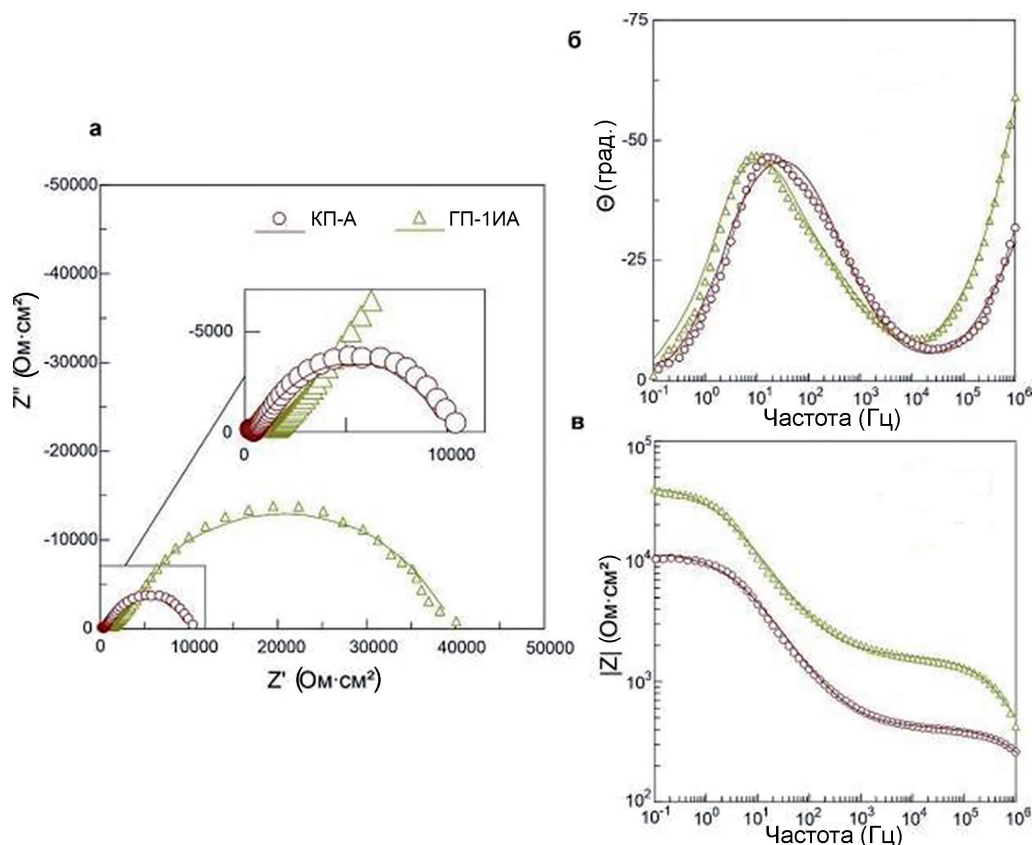 а
-50000
-40000
-30000
-20000
-10000
0
Z'' (Ом·см²)
КП-А
ГП-1ИА
-5000
0
0
10000
0
10000
20000
30000
40000
50000
Z' (Ом·см²)
б
-75
-50
-25
0
Θ (град.)
10⁻¹ 10⁰ 10¹ 10² 10³ 10⁴ 10⁵ 10⁶
Частота (Гц)
в
10⁵
10⁴
10³
10²
|Z| (Ом·см²)
10⁻¹ 10⁰ 10¹ 10² 10³ 10⁴ 10⁵ 10⁶
Частота (Гц)